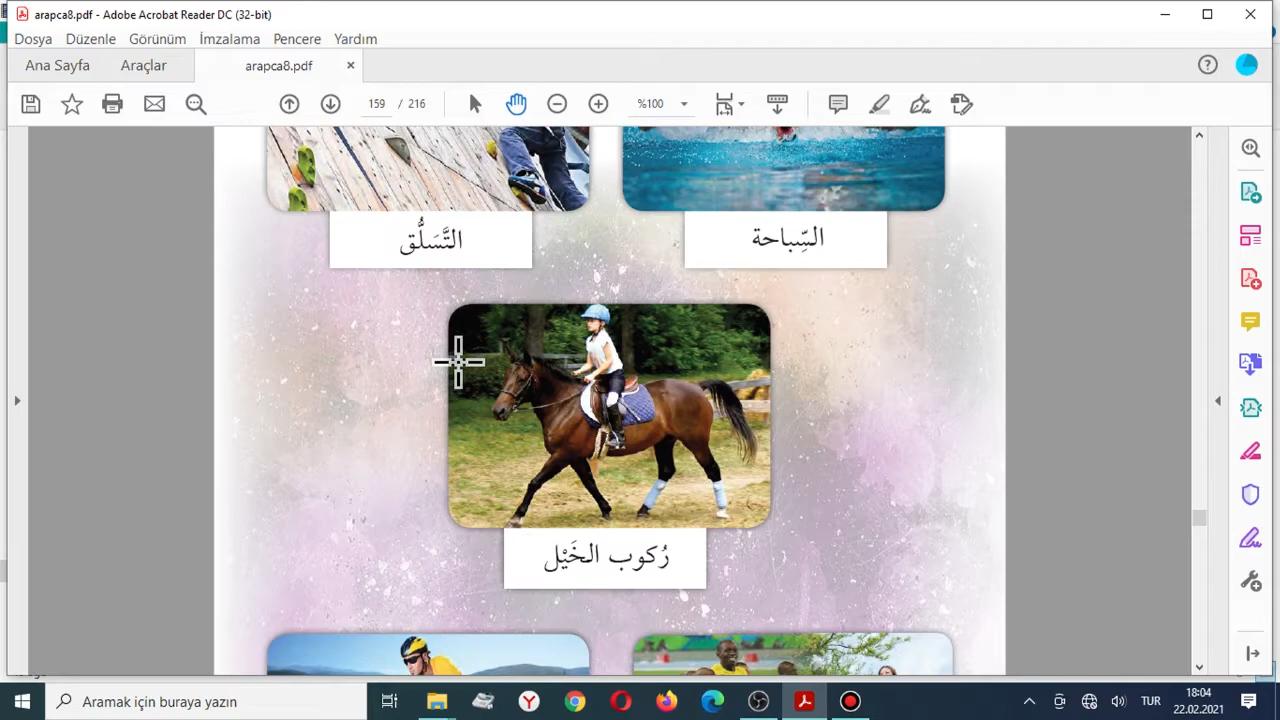 arapca8.pdf - Adobe Acrobat Reader DC (32-bit)
Dosya Düzenle Görünüm İmzalama Pencere Yardım
Ana Sayfa Araçlar arapca8.pdf
159 / 216 %100
التَّسَلُّق
السِّباحة
رُكوب الخَيْل
Aramak için buraya yazın
TUR
18:04
22.02.2021